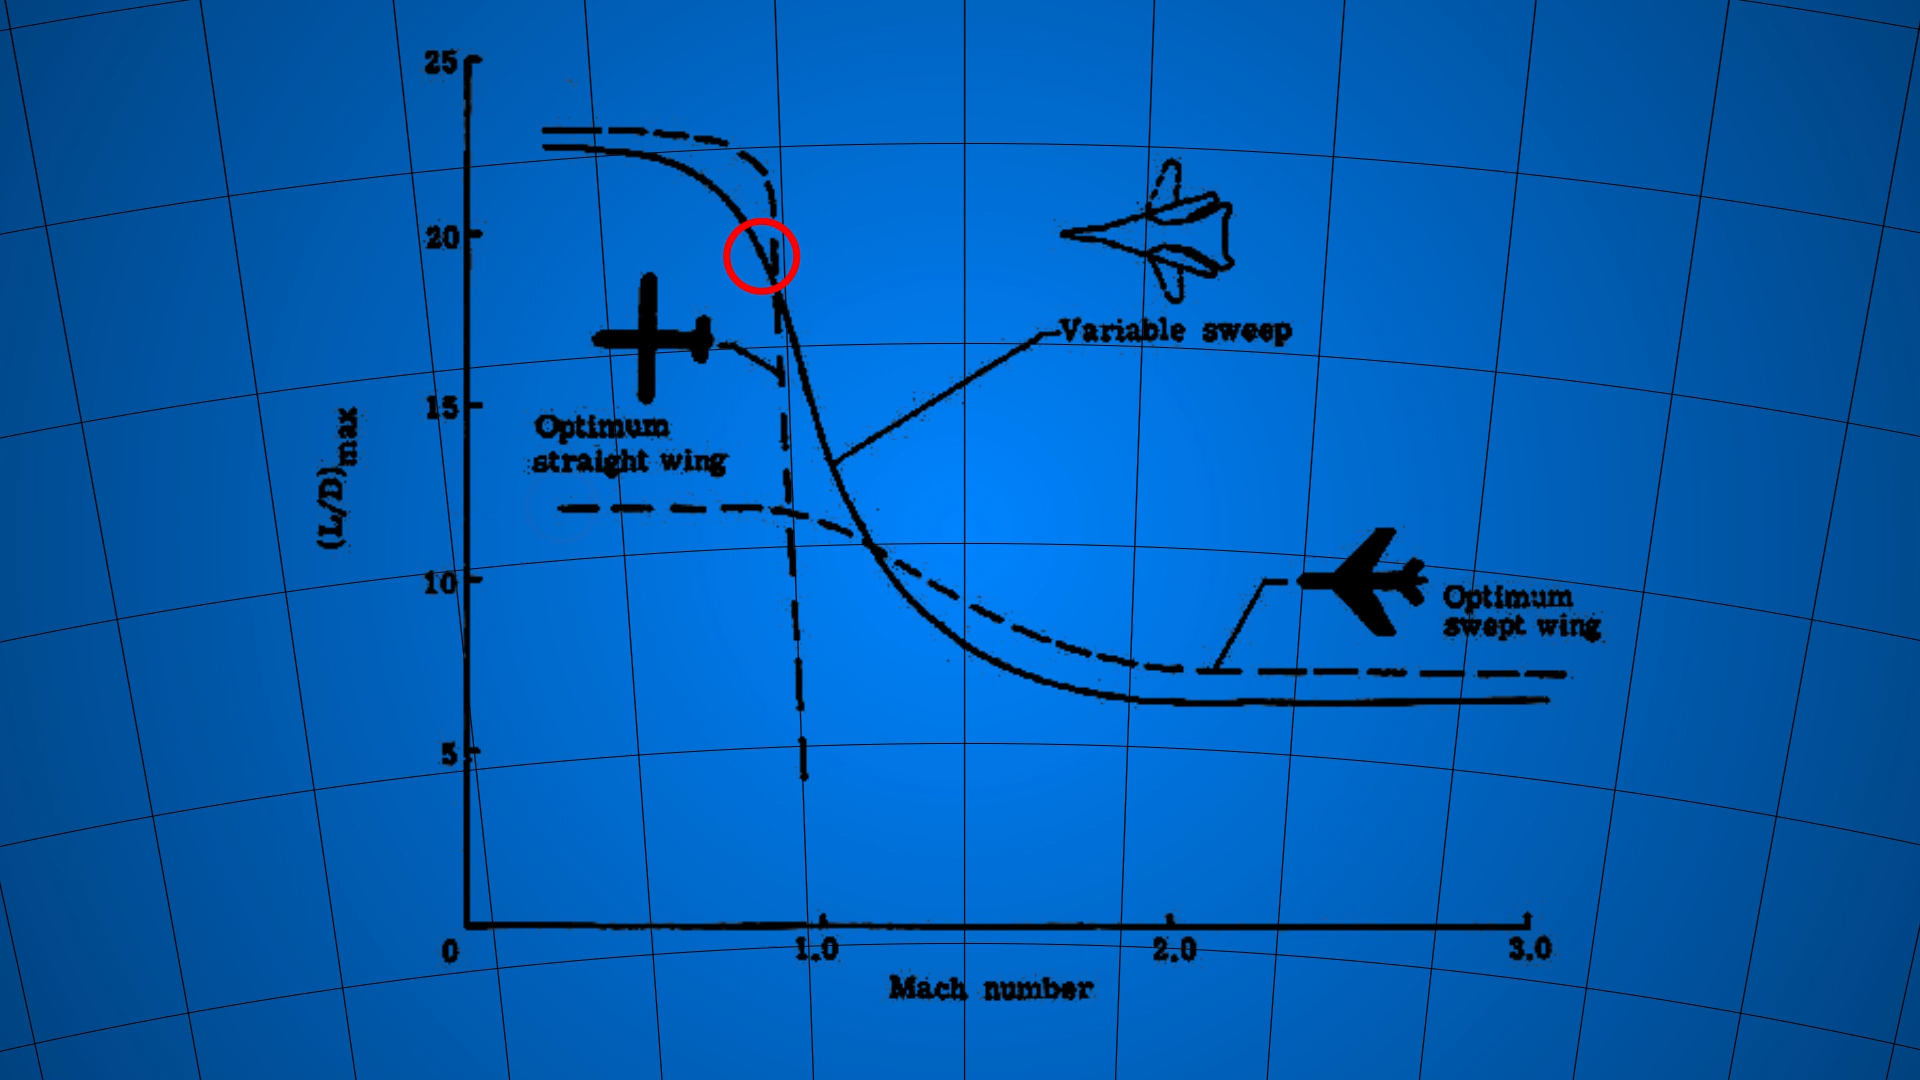 25
20
15
10
5
0
(L/D)max
Optimum
straight wing
Variable sweep
Optimum
swept wing
1.0
2.0
3.0
Mach number